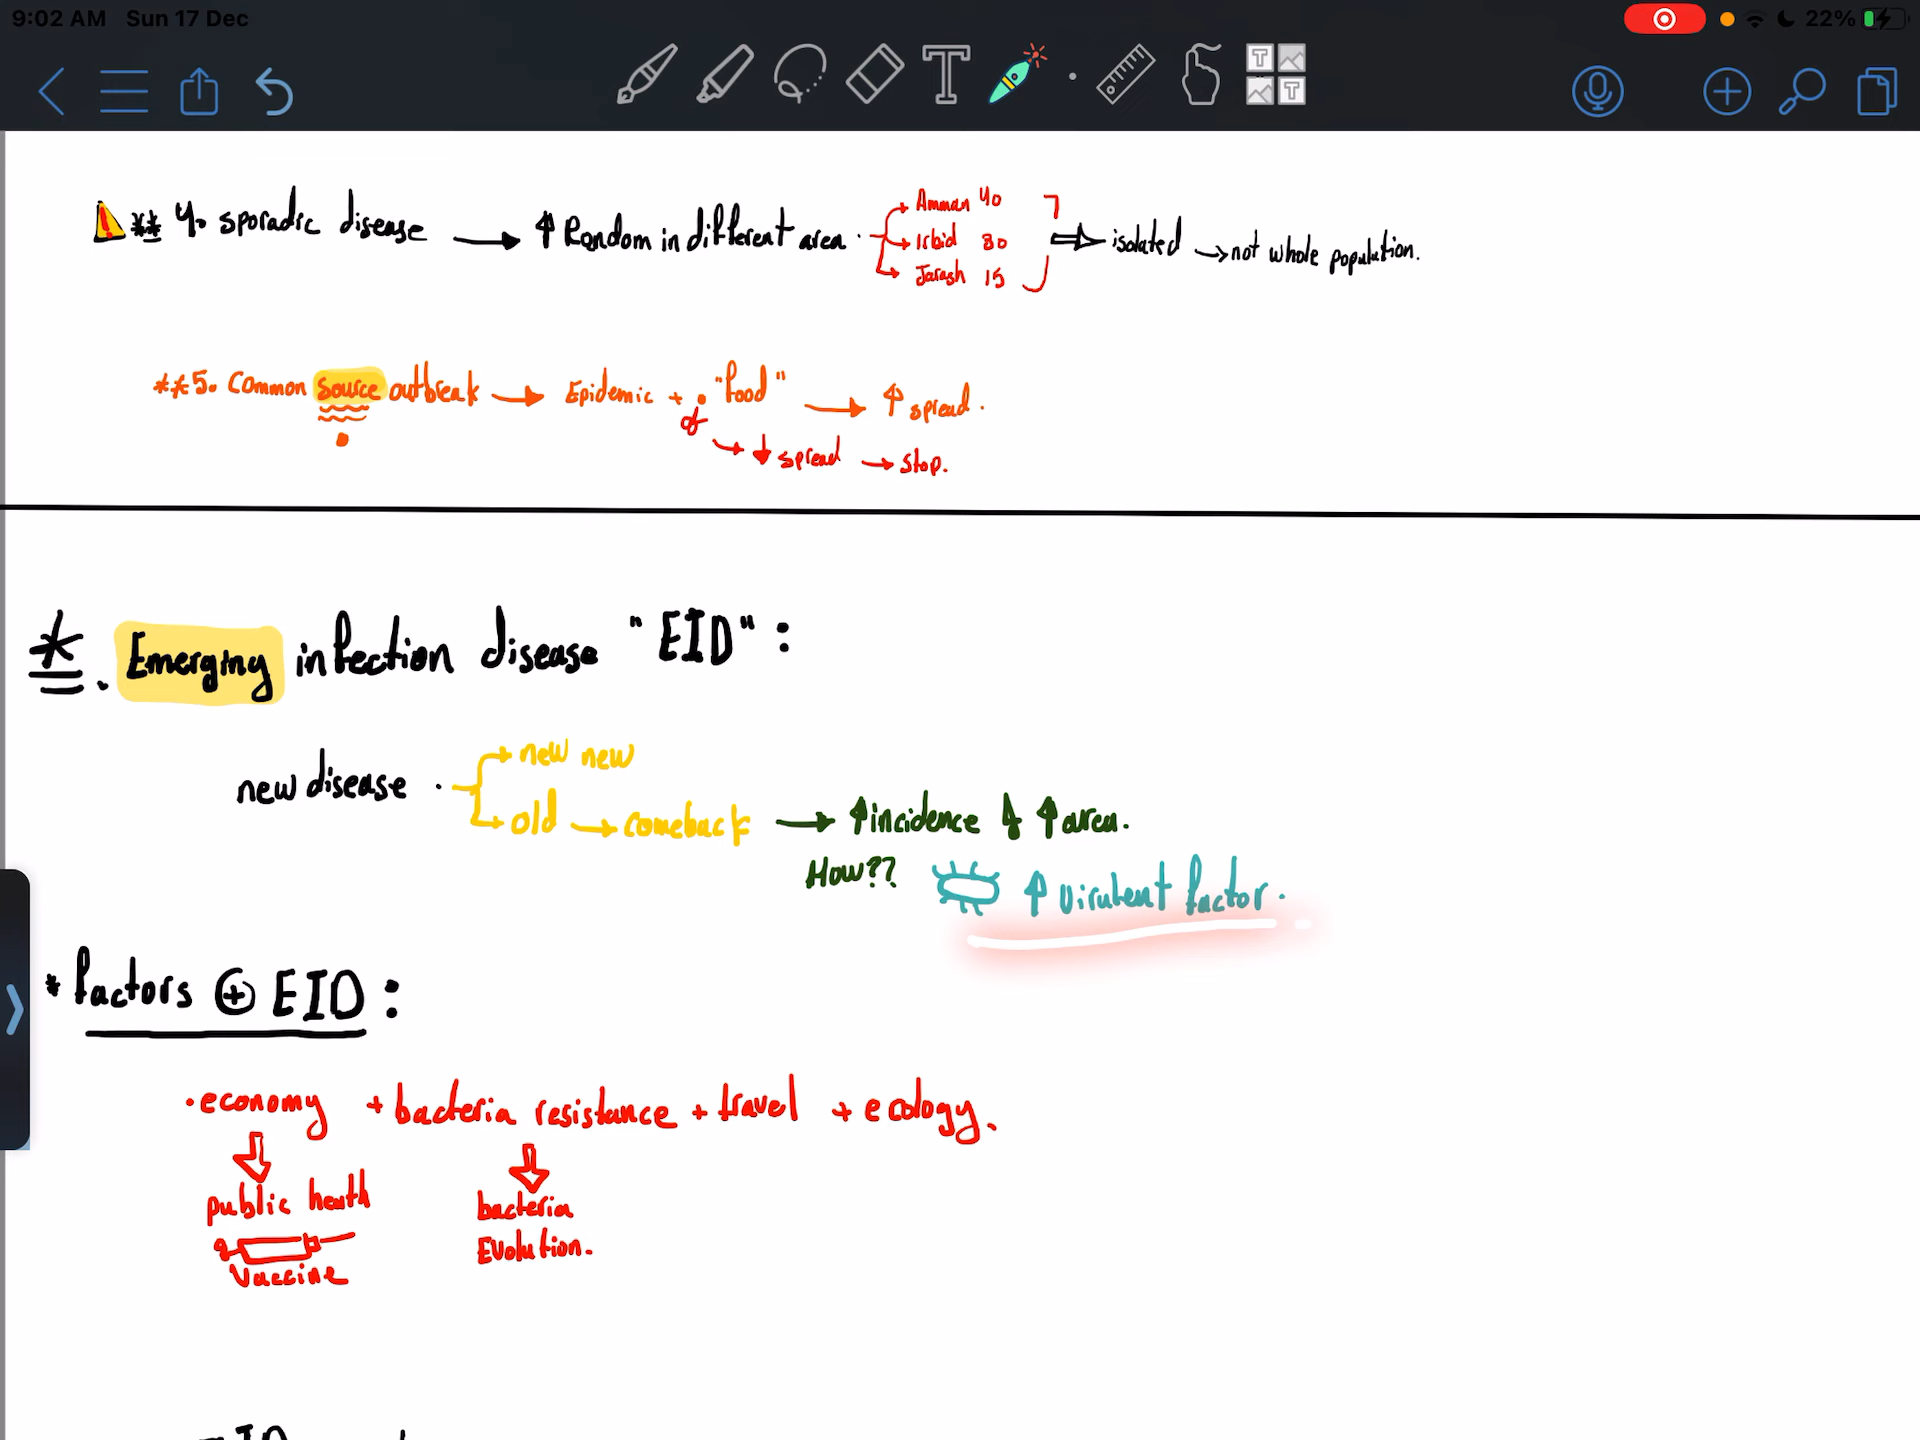 9:02 AM Sun 17 Dec
22%
** 4. sporadic disease → ↑ Random in different area.
Amman 40
Irbid 80
Jarash 15
⇒ isolated → not whole population.
**5. Common source outbreak → Epidemic + "food" → ↑ spread.
→ ↓ spread → stop.
*. Emerging infection disease "EID":
new disease.
→ new new
→ old → comeback → ↑ incidence & ↑ area.
How??
↑ virulent factor.
* factors ⊕ EID:
. economy + bacteria resistance + travel + ecology.
public health
Vaccine
bacteria
Evolution.